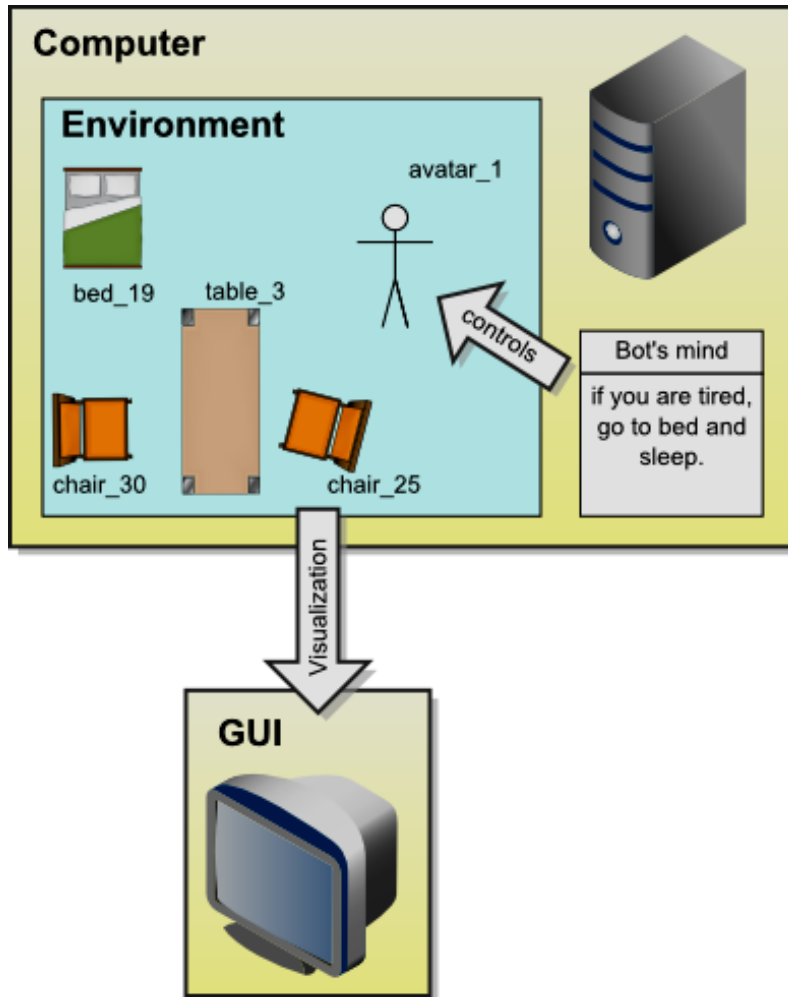 Computer
Environment
avatar_1
bed_19
table_3
controls
Bot's mind
if you are tired,
go to bed and
sleep.
chair_30
chair_25
Visualization
GUI